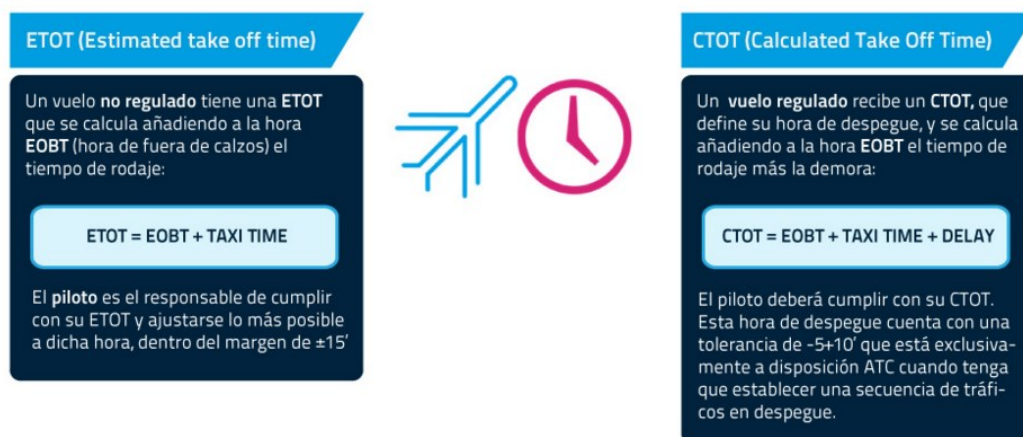 ETOT (Estimated take off time)
Un vuelo no regulado tiene una ETOT
que se calcula añadiendo a la hora
EOBT (hora de fuera de calzos) el
tiempo de rodaje:
ETOT = EOBT + TAXI TIME
El piloto es el responsable de cumplir
con su ETOT y ajustarse lo más posible
a dicha hora, dentro del margen de ±15’
CTOT (Calculated Take Off Time)
Un vuelo regulado recibe un CTOT, que
define su hora de despegue, y se calcula
añadiendo a la hora EOBT el tiempo de
rodaje más la demora:
CTOT = EOBT + TAXI TIME + DELAY
El piloto deberá cumplir con su CTOT.
Esta hora de despegue cuenta con una
tolerancia de -5+10’ que está exclusiva-
mente a disposición ATC cuando tenga
que establecer una secuencia de tráfi-
cos en despegue.